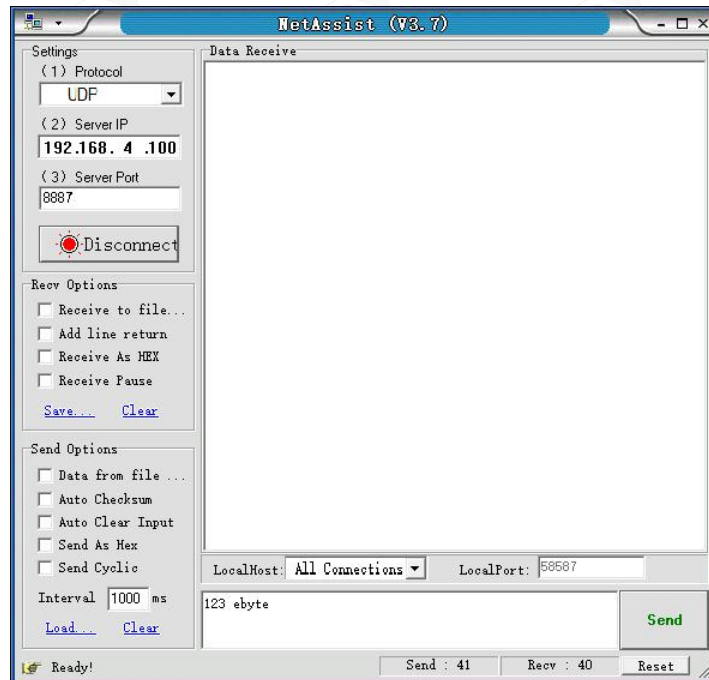 NetAssist (V3.7)
Settings
(1) Protocol
UDP
(2) Server IP
192.168. 4 .100
(3) Server Port
8887
Disconnect
Recv Options
Receive to file...
Add line return
Receive As HEX
Receive Pause
Save... Clear
Send Options
Data from file ...
Auto Checksum
Auto Clear Input
Send As Hex
Send Cyclic
Interval 1000 ms
Load... Clear
Data Receive
LocalHost: All Connections LocalPort: 58587
123 ebyte
Send
Ready! Send : 41 Recv : 40 Reset